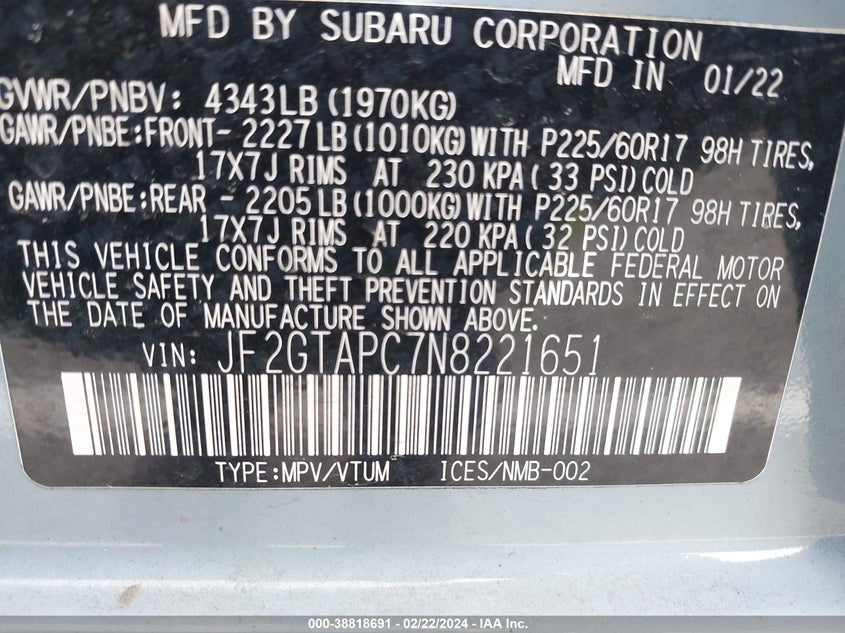 MFD BY SUBARU CORPORATION
MFD IN 01/22
GVWR/PNBV: 4343LB (1970KG)
GAWR/PNBE:FRONT- 2227LB (1010KG) WITH P225/60R17 98H TIRES,
17X7J RIMS AT 230 KPA ( 33 PSI) COLD
GAWR/PNBE:REAR - 2205LB (1000KG) WITH P225/60R17 98H TIRES,
17X7J RIMS AT 220 KPA ( 32 PSI) COLD
THIS VEHICLE CONFORMS TO ALL APPLICABLE FEDERAL MOTOR
VEHICLE SAFETY AND THEFT PREVENTION STANDARDS IN EFFECT ON
THE DATE OF MANUFACTURE SHOWN ABOVE.
VIN: JF2GTAPC7N8221651
TYPE:MPV/VTUM ICES/NMB-002
000-38818691 - 02/22/2024 - IAA Inc.